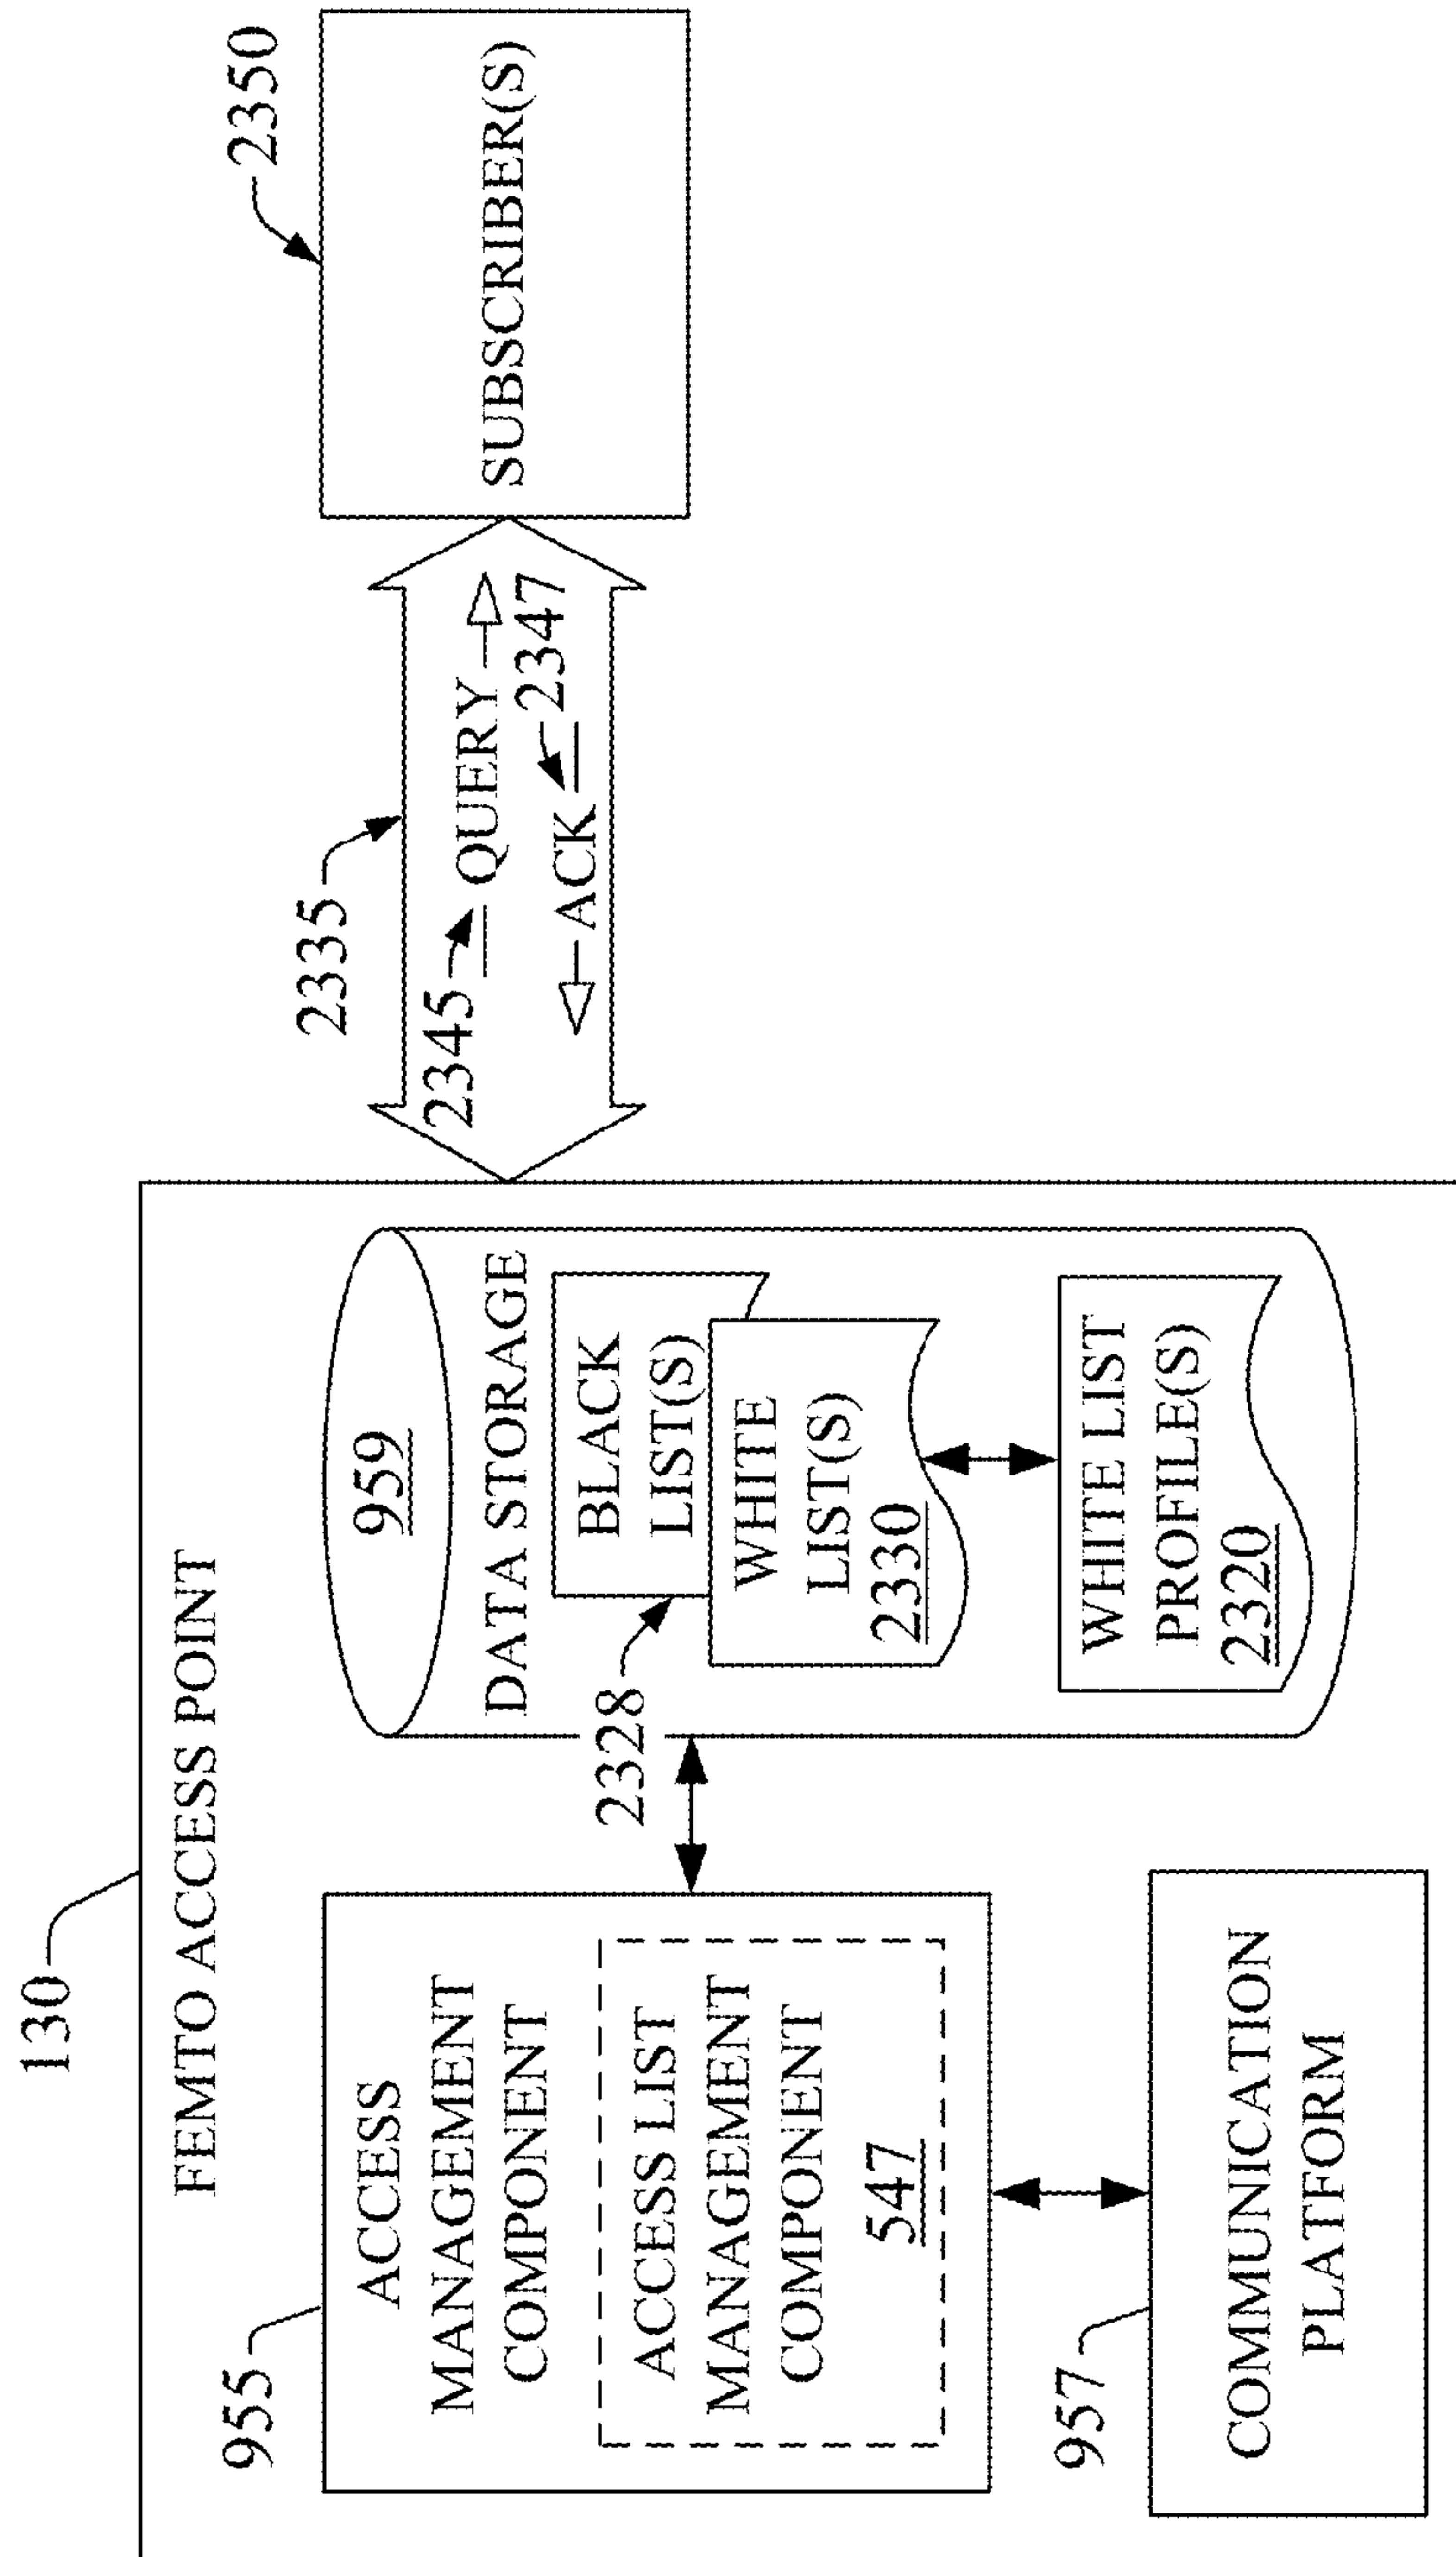 130
FEMTO ACCESS POINT
955
ACCESS
MANAGEMENT
COMPONENT
ACCESS LIST
MANAGEMENT
COMPONENT
547
957
COMMUNICATION
PLATFORM
959
DATA STORAGE
2328
BLACK
LIST(S)
WHITE
LIST(S)
2330
WHITE LIST
PROFILE(S)
2320
2335
2345
QUERY
2347
ACK
2350
SUBSCRIBER(S)